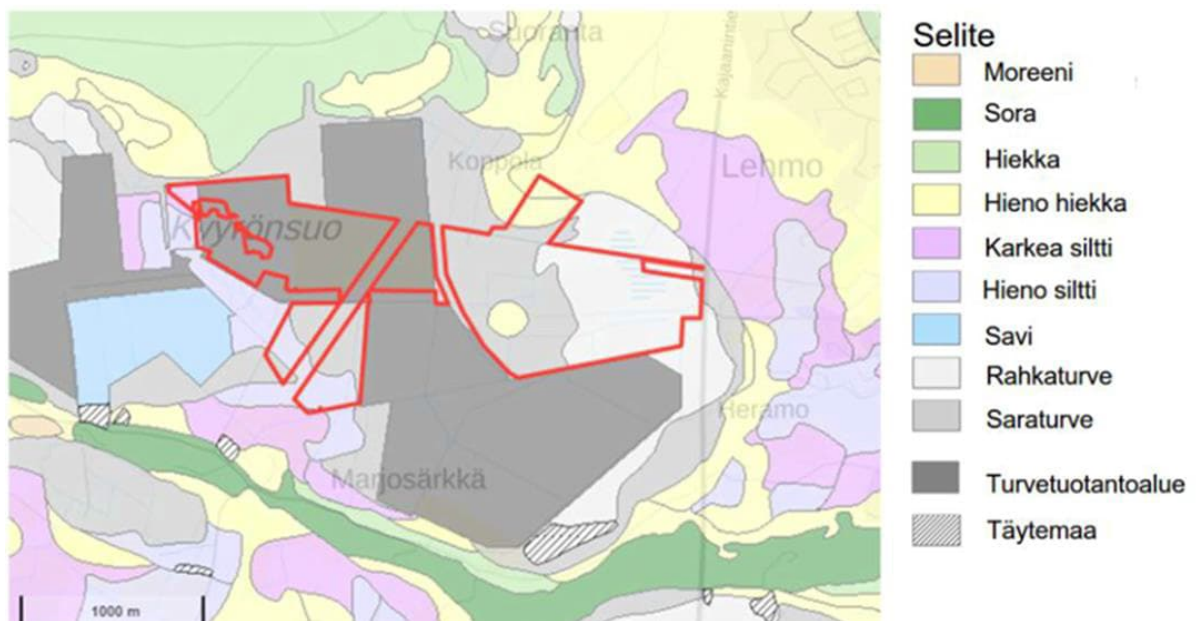 Suoranta
Kajaanintie
Koppola
Lehmo
Kyyrönsuo
Heramo
Marjosärkkä
1000 m
Selite
Moreeni
Sora
Hiekka
Hieno hiekka
Karkea siltti
Hieno siltti
Savi
Rahkaturve
Saraturve
Turvetuotantoalue
Täytemaa